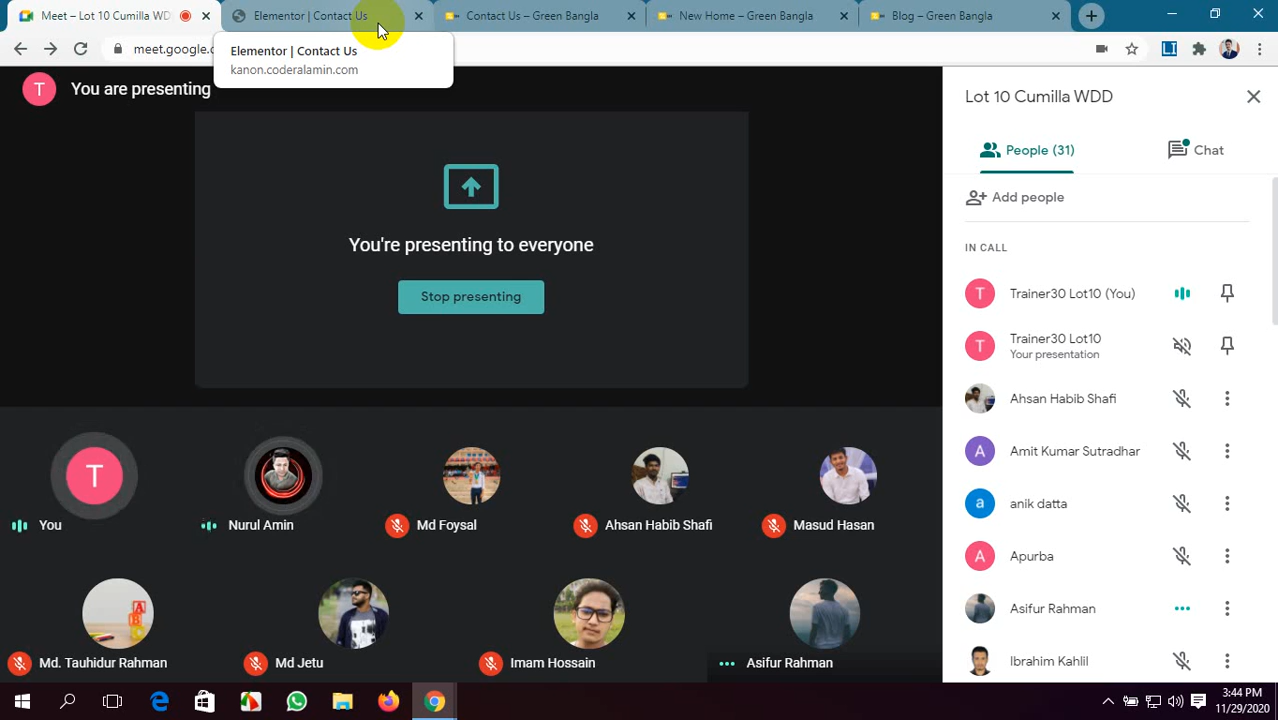 Meet – Lot 10 Cumilla WDD
Elementor | Contact Us
Contact Us – Green Bangla
New Home – Green Bangla
Blog – Green Bangla
meet.google.c
Elementor | Contact Us
kanon.coderalamin.com
T
You are presenting
You're presenting to everyone
Stop presenting
T
You
Nurul Amin
Md Foysal
Ahsan Habib Shafi
Masud Hasan
Md. Tauhidur Rahman
Md Jetu
Imam Hossain
Asifur Rahman
Lot 10 Cumilla WDD
People (31)
Chat
Add people
IN CALL
T
Trainer30 Lot10 (You)
T
Trainer30 Lot10
Your presentation
Ahsan Habib Shafi
A
Amit Kumar Sutradhar
a
anik datta
A
Apurba
Asifur Rahman
Ibrahim Kahlil
3:44 PM
11/29/2020